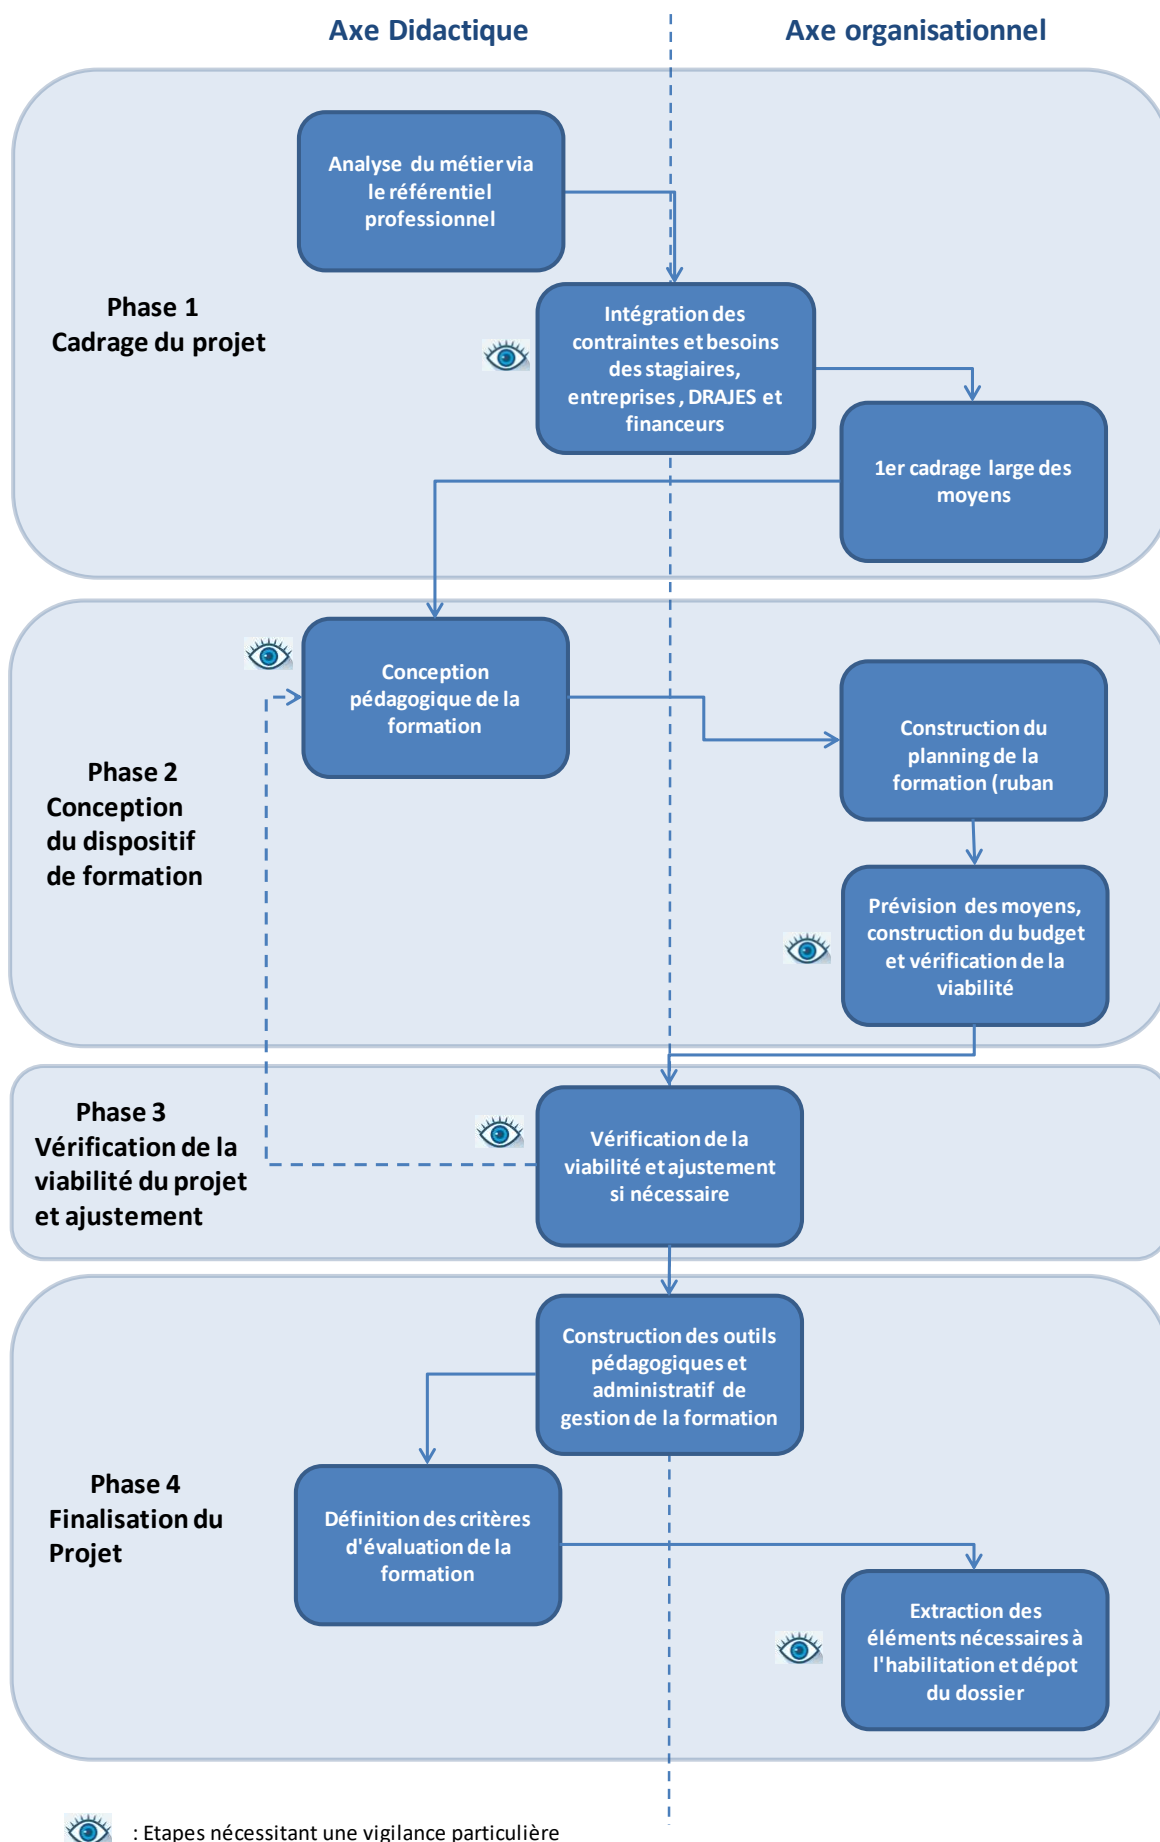 Axe Didactique
Axe organisationnel
Analyse du métier via
le référentiel
professionnel
Phase 1
Cadrage du projet
Intégration des
contraintes et besoins
des stagiaires,
entreprises , DRAJES et
financeurs
1er cadrage large des
moyens
Conception
pédagogique de la
formation
Construction du
planning de la
formation (ruban
Phase 2
Conception
du dispositif
de formation
Prévision des moyens,
construction du budget
et vérification de la
viabilité
Phase 3
Vérification de la
viabilité du projet
et ajustement
Vérification de la
viabilité et ajustement
si nécessaire
Construction des outils
pédagogiques et
administratif de
gestion de la formation
Phase 4
Finalisation du
Projet
Définition des critères
d'évaluation de la
formation
Extraction des
éléments nécessaires à
l'habilitation et dépot
du dossier
: Etapes nécessitant une vigilance particulière